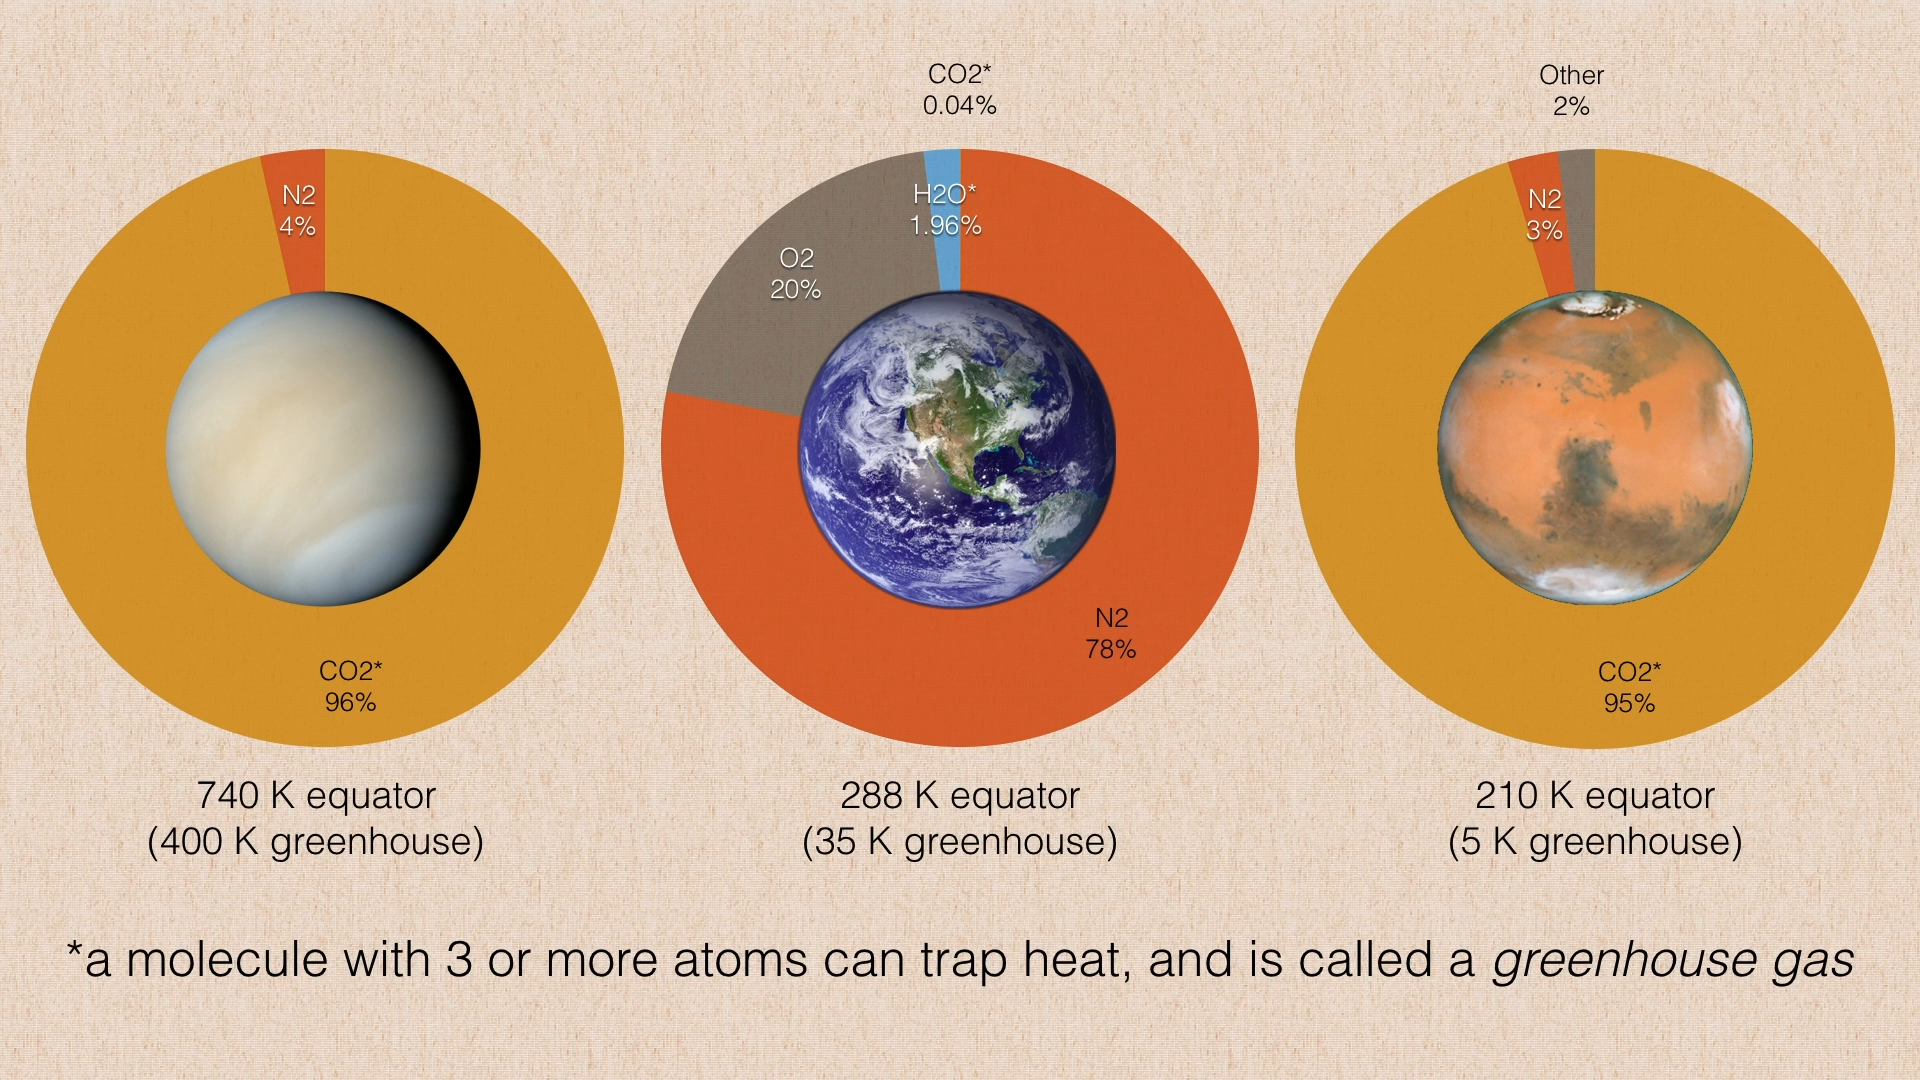 N2
4%
CO2*
96%
740 K equator
(400 K greenhouse)
CO2*
0.04%
H2O*
1.96%
O2
20%
N2
78%
288 K equator
(35 K greenhouse)
Other
2%
N2
3%
CO2*
95%
210 K equator
(5 K greenhouse)
*a molecule with 3 or more atoms can trap heat, and is called a greenhouse gas